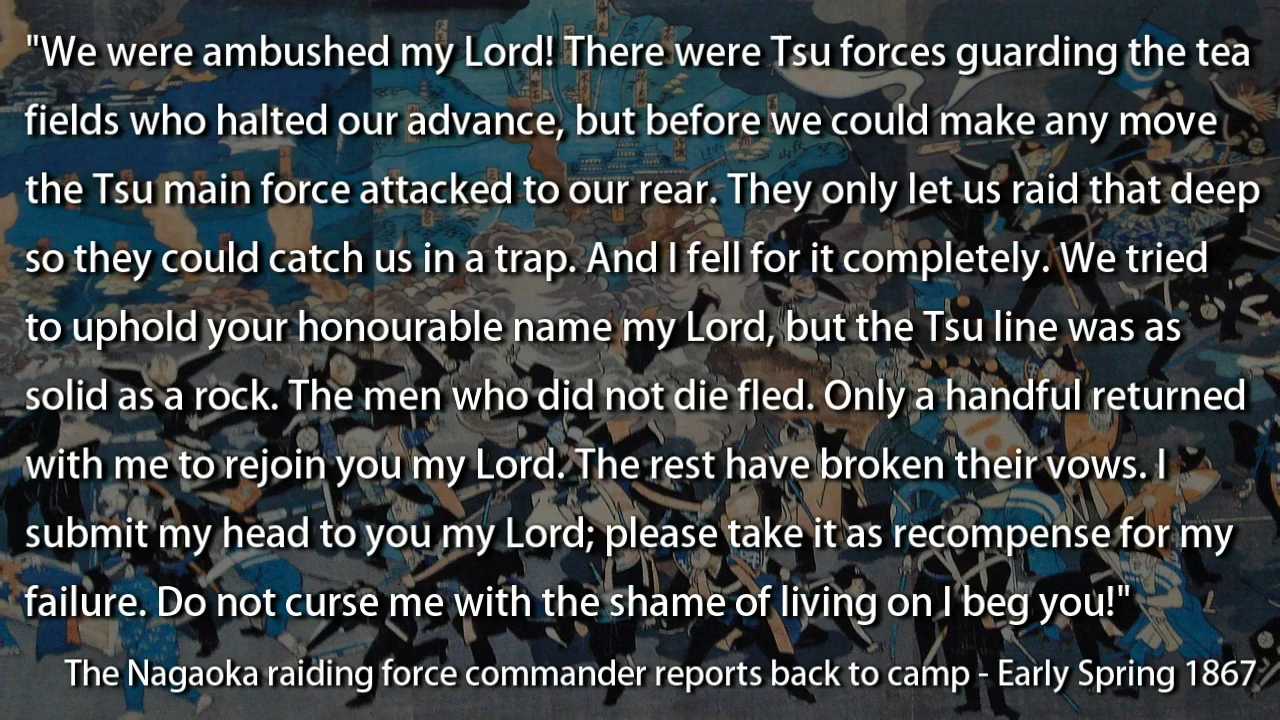 "We were ambushed my Lord! There were Tsu forces guarding the tea
fields who halted our advance, but before we could make any move
the Tsu main force attacked to our rear. They only let us raid that deep
so they could catch us in a trap. And I fell for it completely. We tried
to uphold your honourable name my Lord, but the Tsu line was as
solid as a rock. The men who did not die fled. Only a handful returned
with me to rejoin you my Lord. The rest have broken their vows. I
submit my head to you my Lord; please take it as recompense for my
failure. Do not curse me with the shame of living on I beg you!"
The Nagaoka raiding force commander reports back to camp - Early Spring 1867